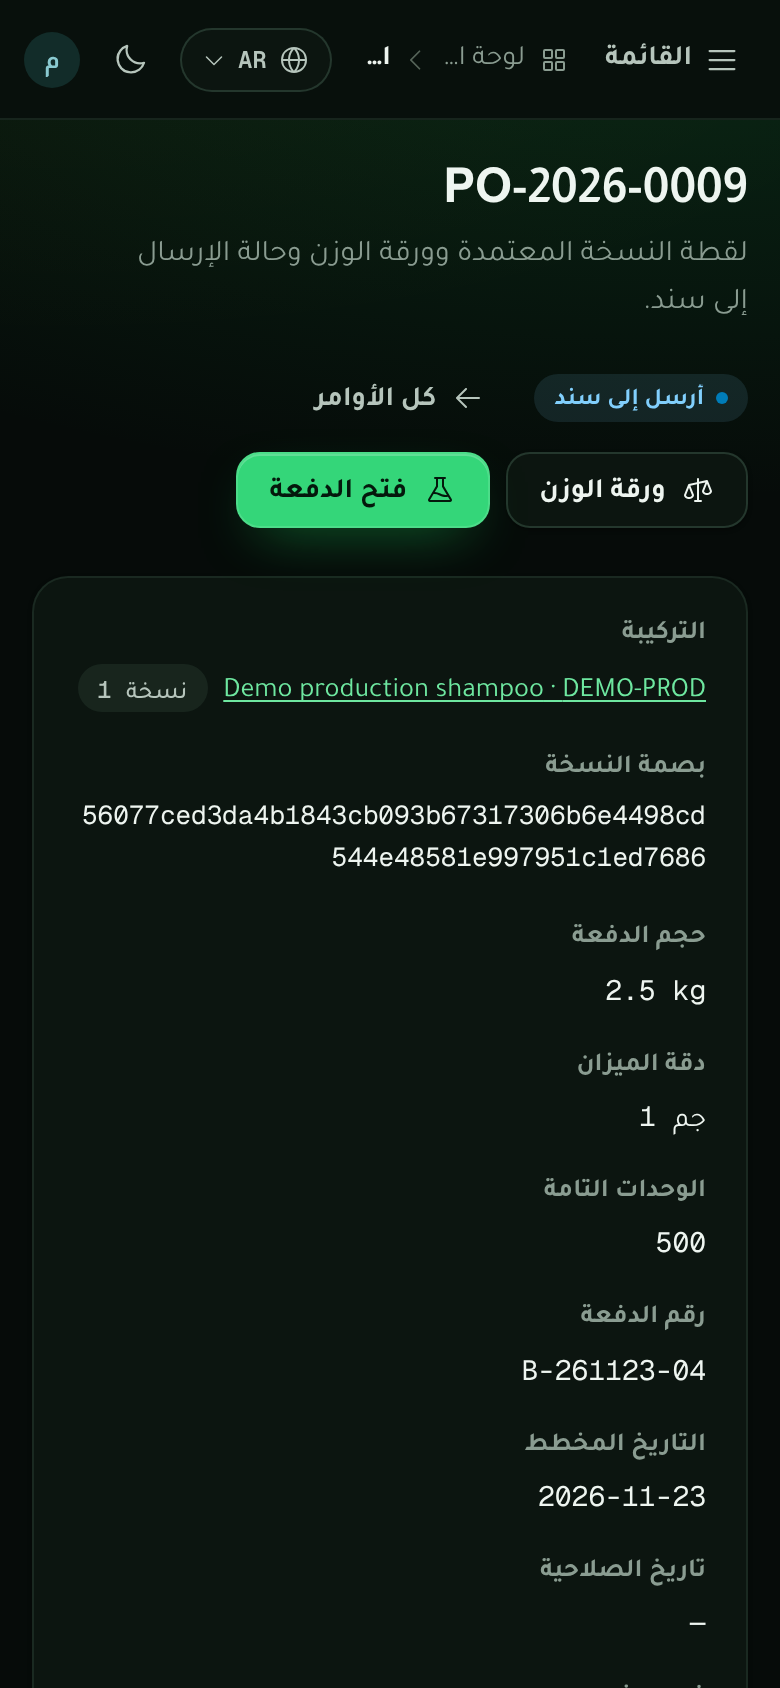 القائمة
لوحة ا...
ا...
AR
م
PO-2026-0009
لقطة النسخة المعتمدة وورقة الوزن وحالة الإرسال
إلى سند.
أرسل إلى سند
كل الأوامر
ورقة الوزن
فتح الدفعة
التركيبة
Demo production shampoo · DEMO-PROD
نسخة 1
بصمة النسخة
56077ced3da4b1843cb093b67317306b6e4498cd
544e48581e997951c1ed7686
حجم الدفعة
2.5 kg
دقة الميزان
1 جم
الوحدات التامة
500
رقم الدفعة
B-261123-04
التاريخ المخطط
2026-11-23
تاريخ الصلاحية
—